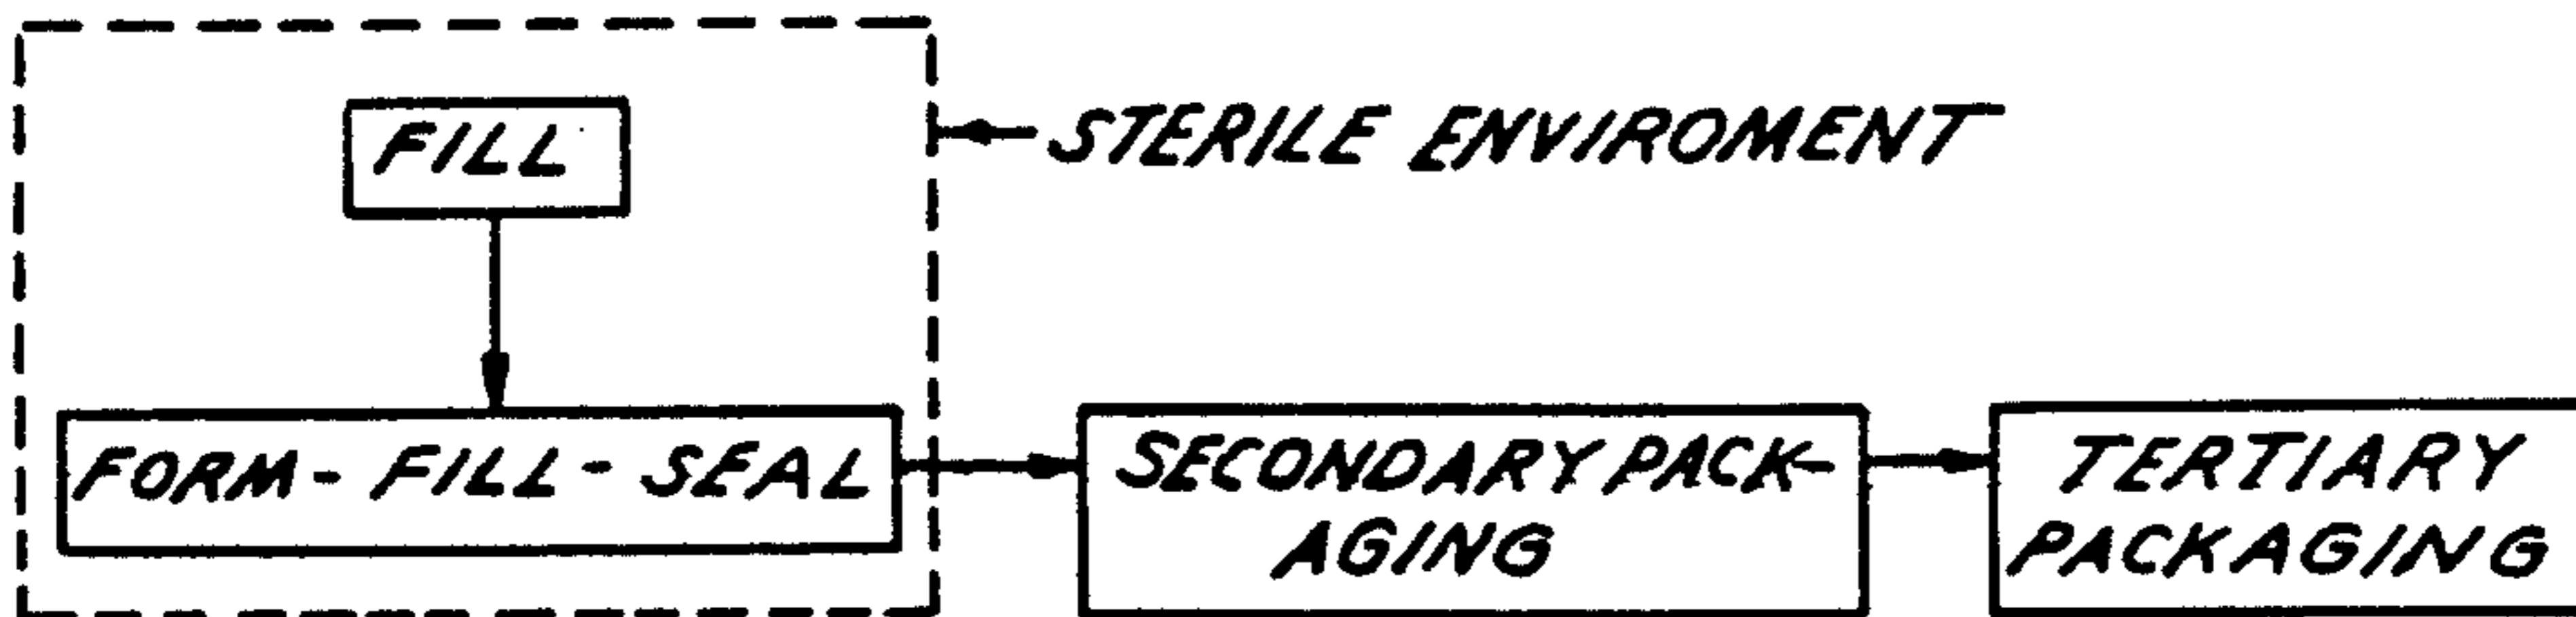 FILL
STERILE ENVIROMENT
FORM-FILL-SEAL
SECONDARY PACK-
AGING
TERTIARY
PACKAGING